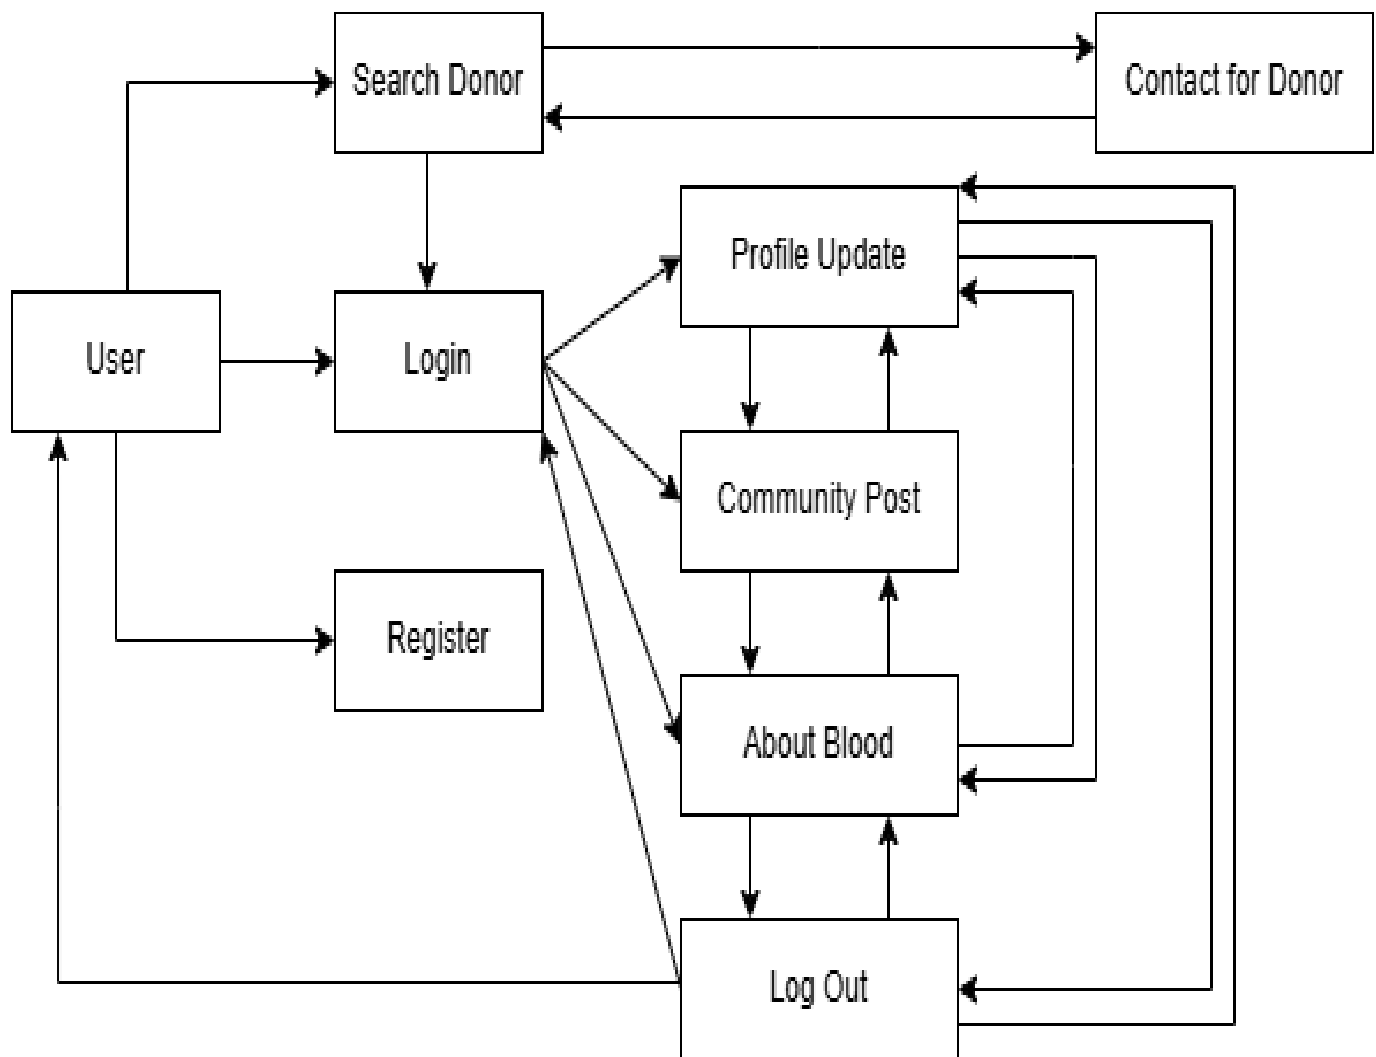 Search Donor
Contact for Donor
Profile Update
User
Login
Community Post
Register
About Blood
Log Out